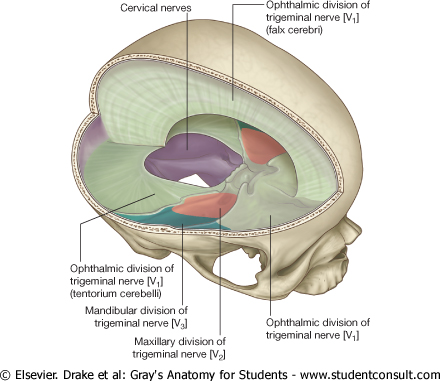 Cervical nerves
Ophthalmic division of
trigeminal nerve [V₁]
(falx cerebri)
Ophthalmic division of
trigeminal nerve [V₁]
(tentorium cerebelli)
Mandibular division of
trigeminal nerve [V₃]
Maxillary division of
trigeminal nerve [V₂]
Ophthalmic division of
trigeminal nerve [V₁]
© Elsevier. Drake et al: Gray's Anatomy for Students - www.studentconsult.com